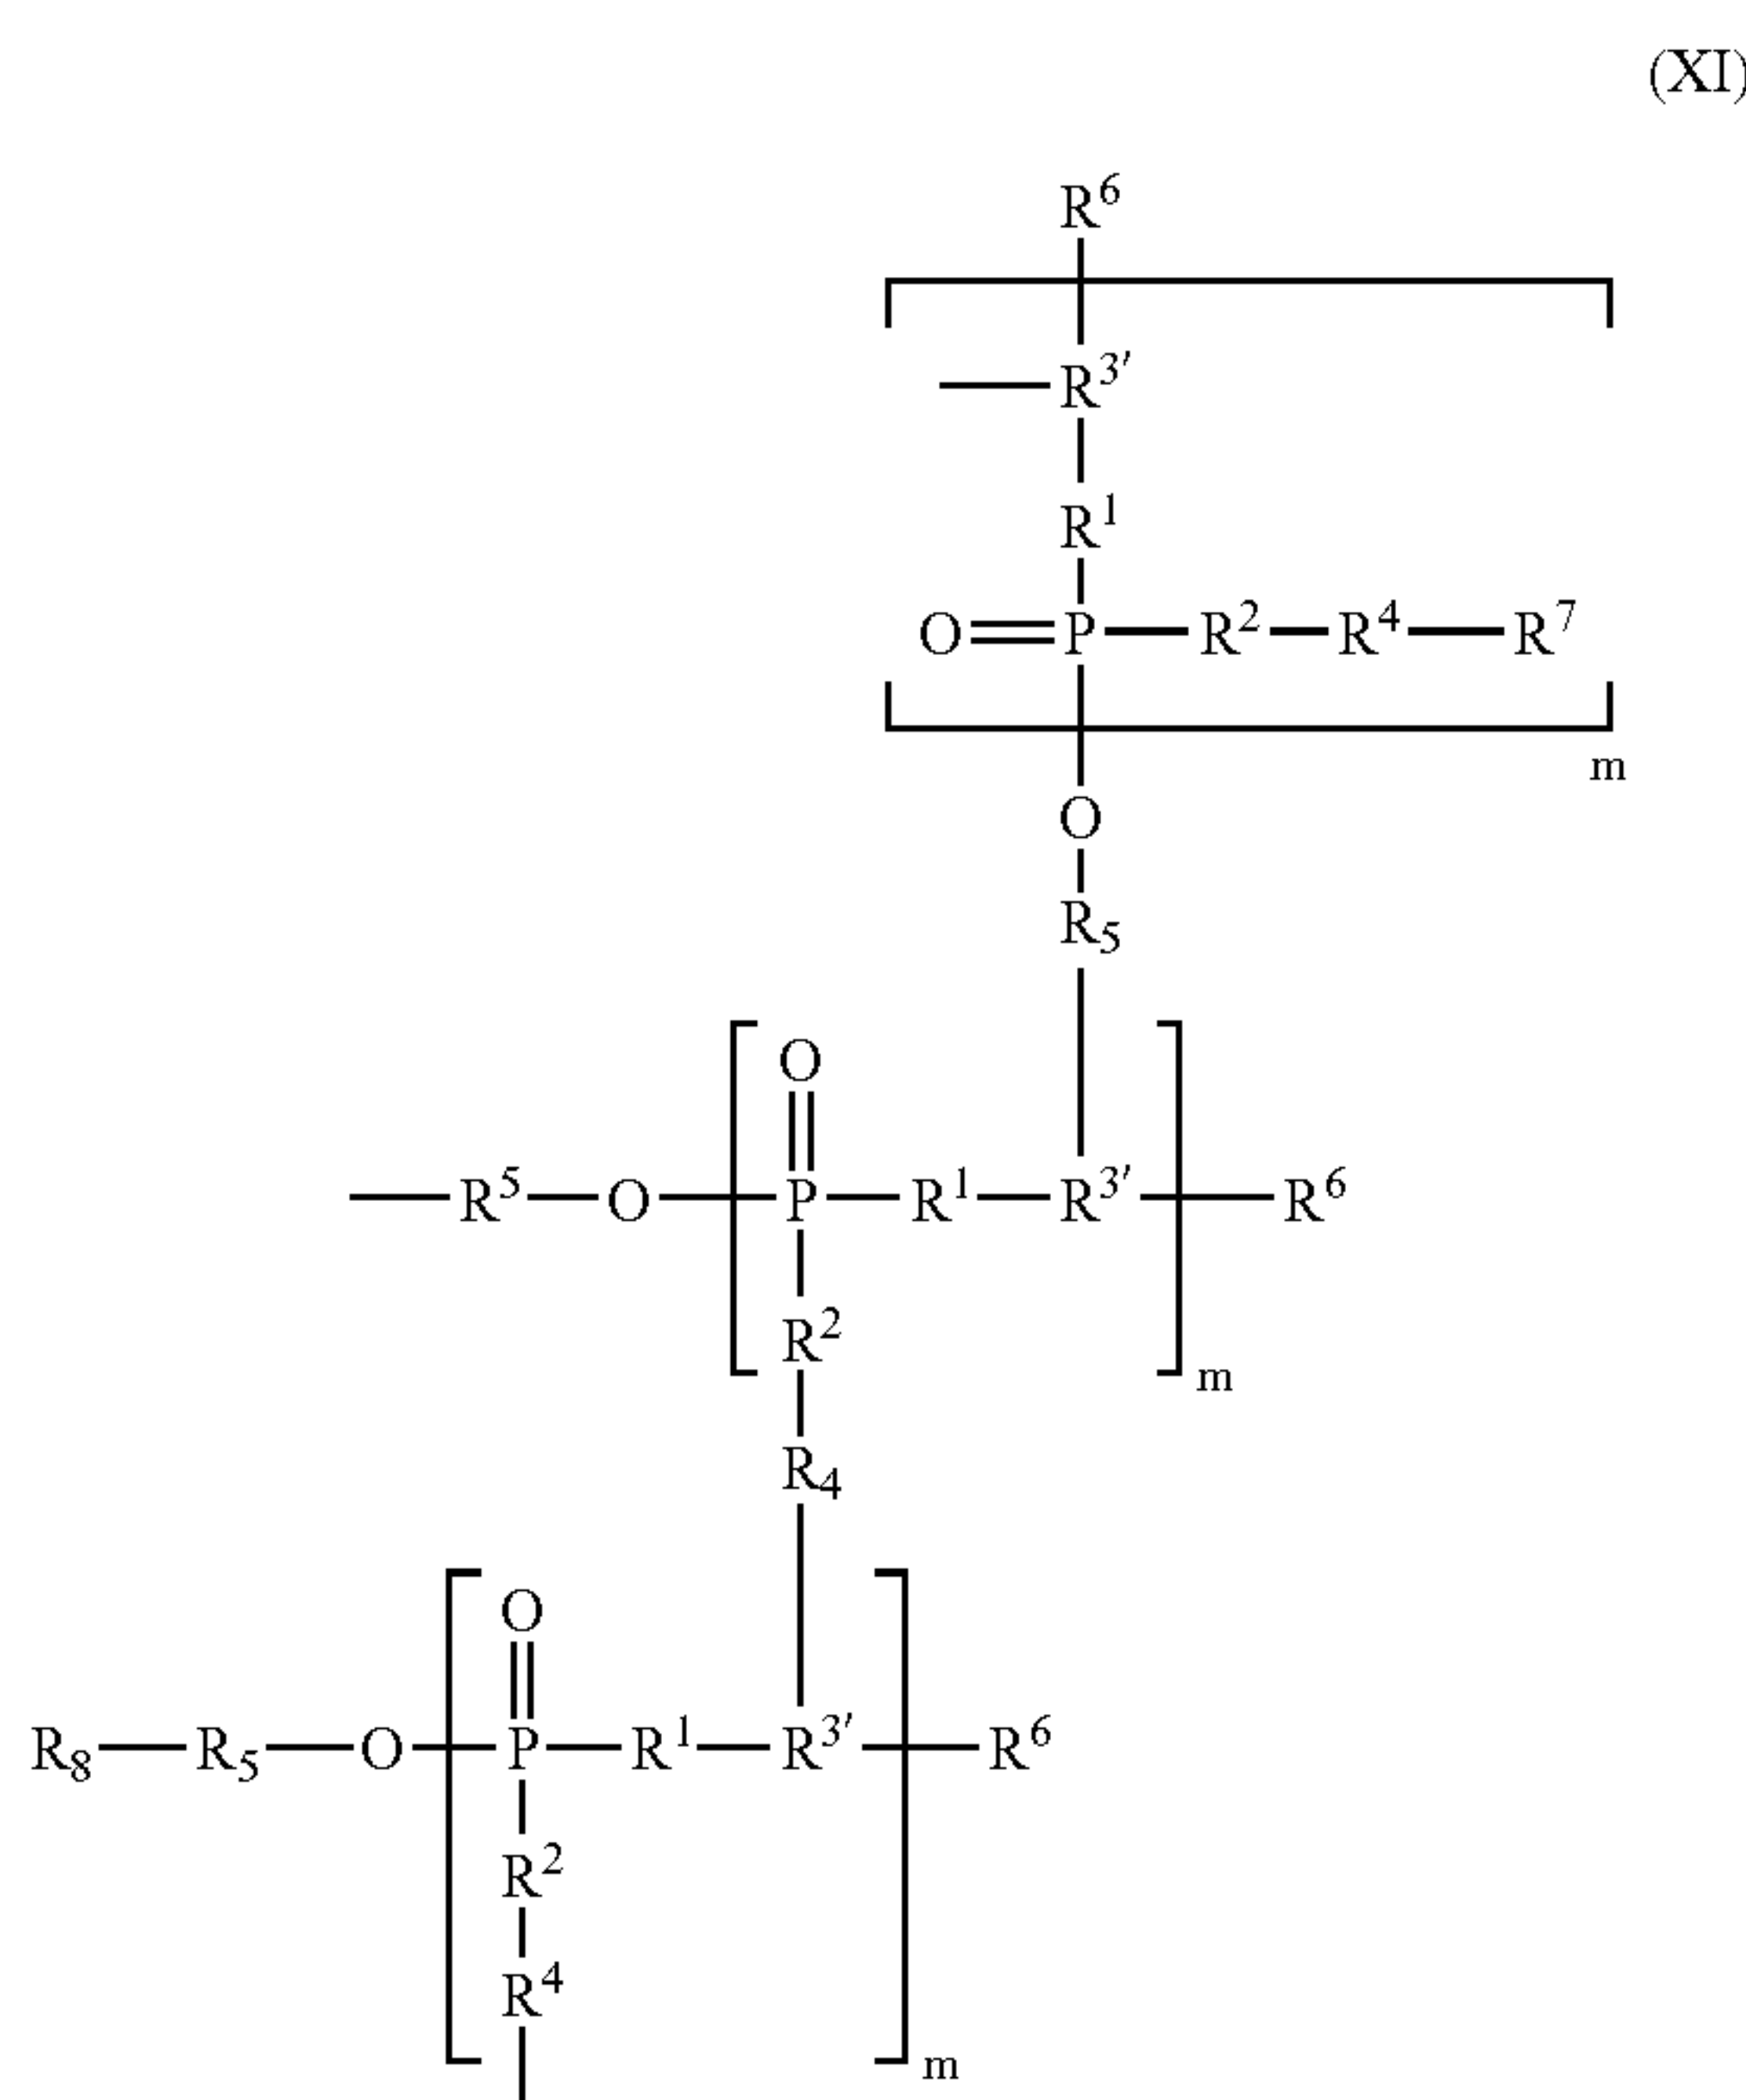 (XI)
R⁶
R³′
R¹
O P R² R⁴ R⁷
m
O
R₅
O
R⁵ O P R¹ R³′ R⁶
R²
m
R₄
O
R₈ R₅ O P R¹ R³′ R⁶
R²
R⁴
m